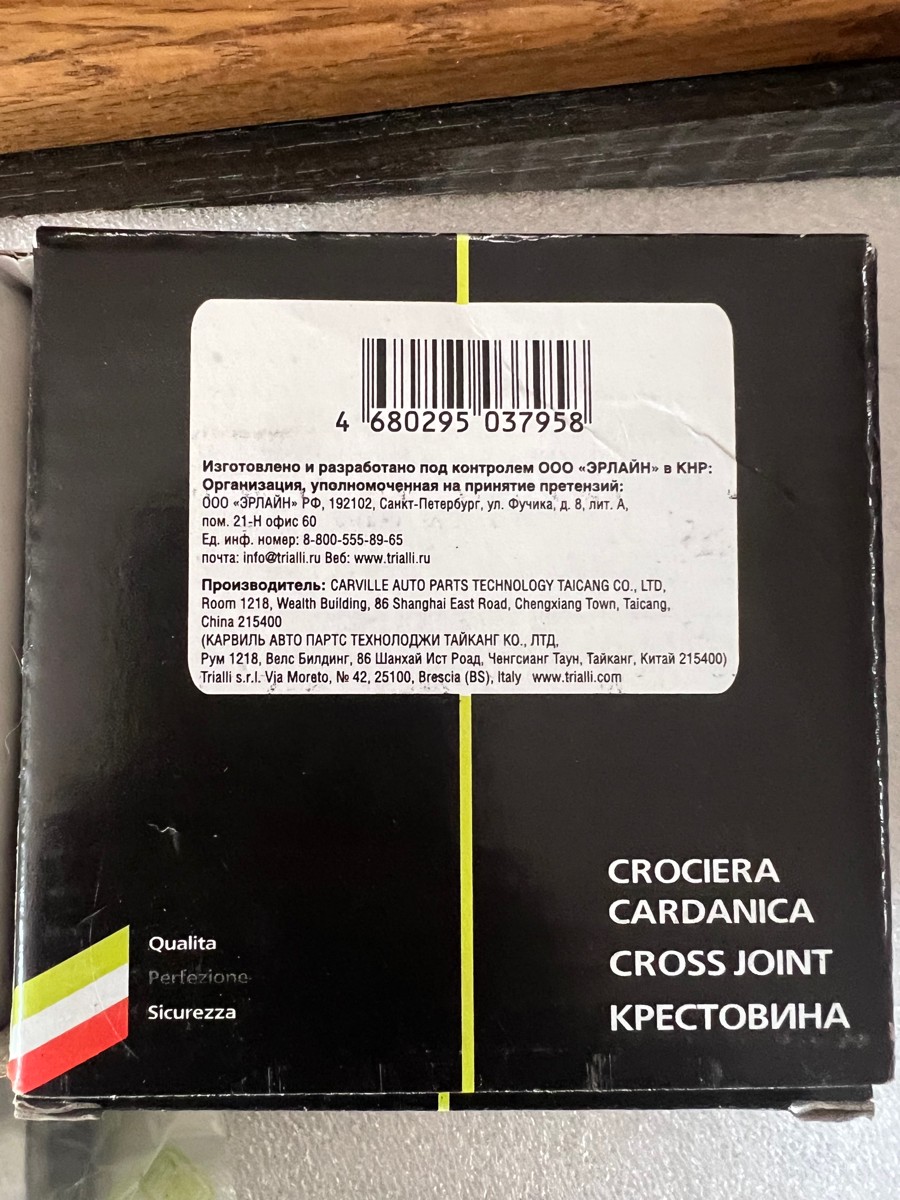 4 680295 037958
Изготовлено и разработано под контролем ООО «ЭРЛАЙН» в КНР:
Организация, уполномоченная на принятие претензий:
ООО «ЭРЛАЙН» РФ, 192102, Санкт-Петербург, ул. Фучика, д. 8, лит. А,
пом. 21-Н офис 60
Ед. инф. номер: 8-800-555-89-65
почта: info@trialli.ru Веб: www.trialli.ru
Производитель: CARVILLE AUTO PARTS TECHNOLOGY TAICANG CO., LTD,
Room 1218, Wealth Building, 86 Shanghai East Road, Chengxiang Town, Taicang,
China 215400
(КАРВИЛЬ АВТО ПАРТС ТЕХНОЛОДЖИ ТАЙКАНГ КО., ЛТД,
Рум 1218, Велс Билдинг, 86 Шанхай Ист Роад, Ченгсианг Таун, Тайканг, Китай 215400)
Trialli s.r.l. Via Moreto, № 42, 25100, Brescia (BS), Italy www.trialli.com
CROCIERA
CARDANICA
CROSS JOINT
КРЕСТОВИНА
Qualita
Perfezione
Sicurezza